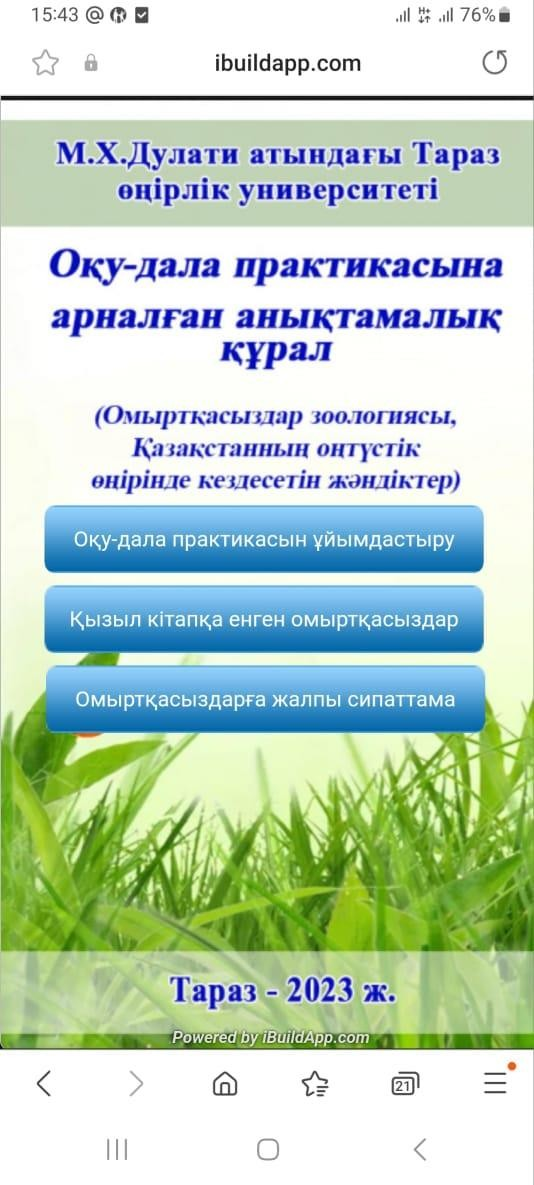 15:43
76%
ibuildapp.com
М.Х.Дулати атындағы Тараз
өңірлік университеті
Оқу-дала практикасына
арналған анықтамалық
құрал
(Омыртқасыздар зоологиясы,
Қазақстанның оңтүстік
өңірінде кездесетін жәндіктер)
Оқу-дала практикасын ұйымдастыру
Қызыл кітапқа енген омыртқасыздар
Омыртқасыздарға жалпы сипаттама
Тараз - 2023 ж.
Powered by iBuildApp.com
21